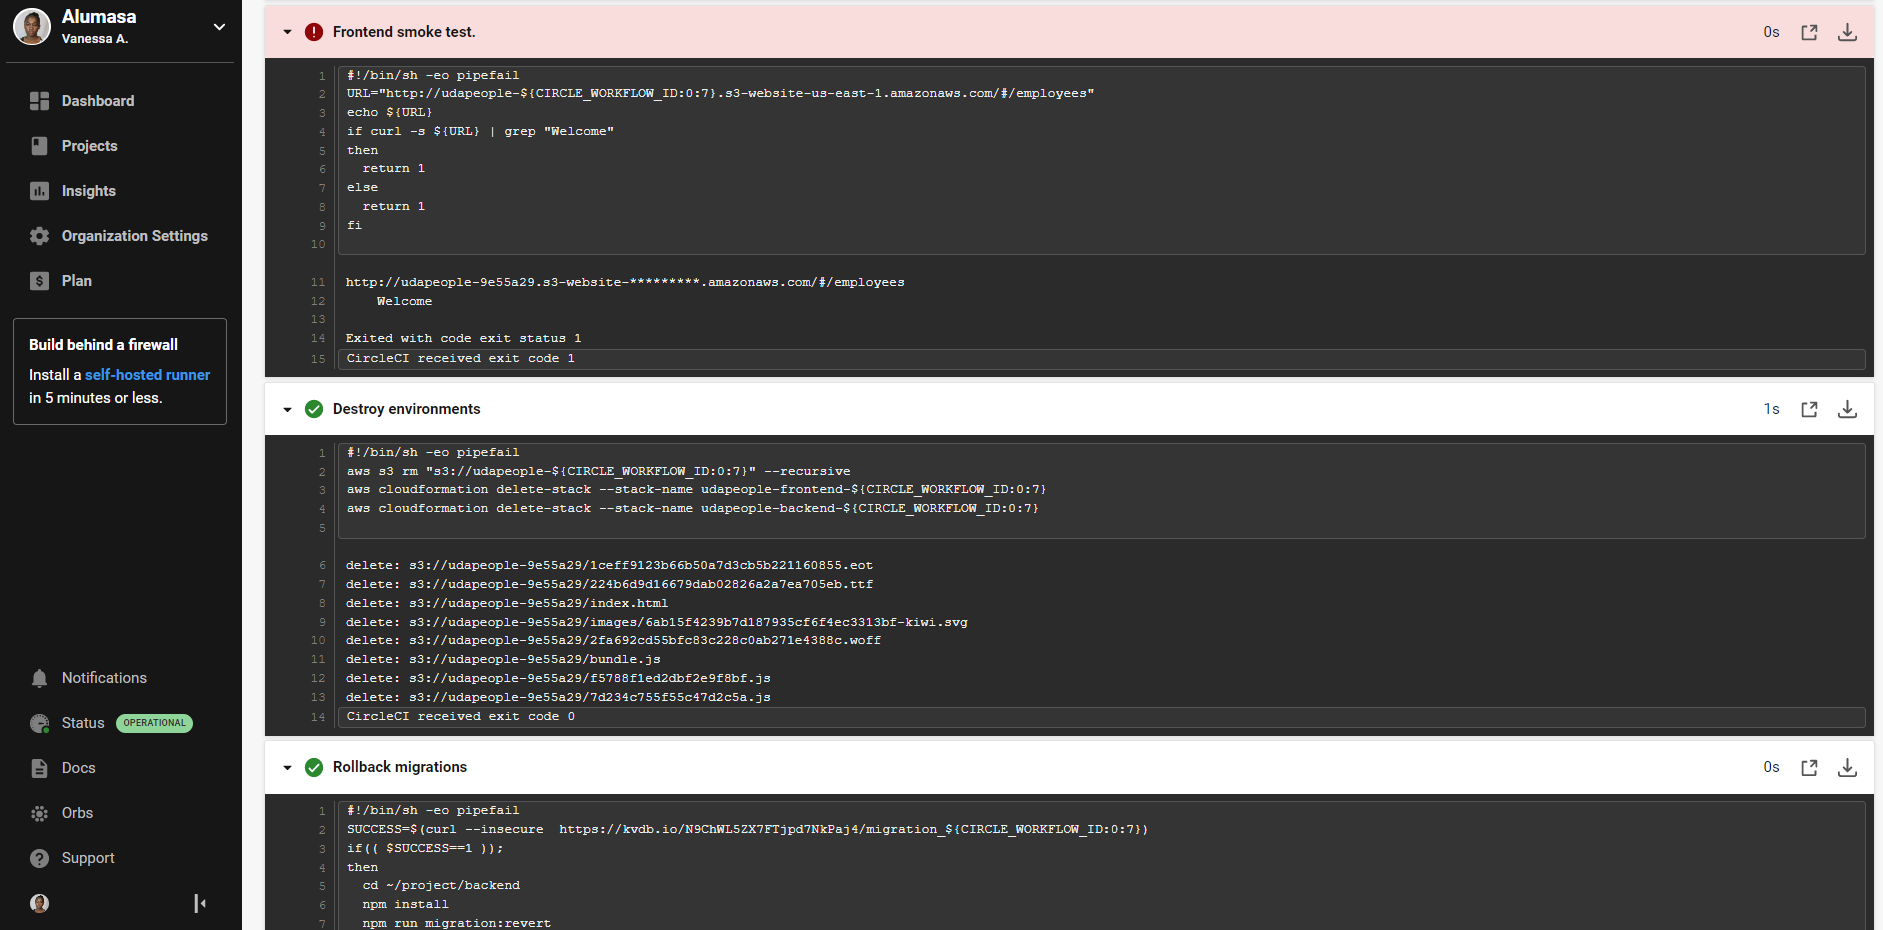 Alumasa
Vanessa A.
Dashboard
Projects
Insights
Organization Settings
Plan
Build behind a firewall
Install a self-hosted runner
in 5 minutes or less.
Notifications
Status OPERATIONAL
Docs
Orbs
Support
Frontend smoke test. 0s
1 #!/bin/sh -eo pipefail
2 URL="http://udapeople-${CIRCLE_WORKFLOW_ID:0:7}.s3-website-us-east-1.amazonaws.com/#/employees"
3 echo ${URL}
4 if curl -s ${URL} | grep "Welcome"
5 then
6   return 1
7 else
8   return 1
9 fi
10
11 http://udapeople-9e55a29.s3-website-*********.amazonaws.com/#/employees
12     Welcome
13
14 Exited with code exit status 1
15 CircleCI received exit code 1
Destroy environments 1s
1 #!/bin/sh -eo pipefail
2 aws s3 rm "s3://udapeople-${CIRCLE_WORKFLOW_ID:0:7}" --recursive
3 aws cloudformation delete-stack --stack-name udapeople-frontend-${CIRCLE_WORKFLOW_ID:0:7}
4 aws cloudformation delete-stack --stack-name udapeople-backend-${CIRCLE_WORKFLOW_ID:0:7}
5
6 delete: s3://udapeople-9e55a29/1ceff9123b66b50a7d3cb5b221160855.eot
7 delete: s3://udapeople-9e55a29/224b6d9d16679dab02826a2a7ea705eb.ttf
8 delete: s3://udapeople-9e55a29/index.html
9 delete: s3://udapeople-9e55a29/images/6ab15f4239b7d187935cf6f4ec3313bf-kiwi.svg
10 delete: s3://udapeople-9e55a29/2fa692cd55bfc83c228c0ab271e4388c.woff
11 delete: s3://udapeople-9e55a29/bundle.js
12 delete: s3://udapeople-9e55a29/f5788f1ed2dbf2e9f8bf.js
13 delete: s3://udapeople-9e55a29/7d234c755f55c47d2c5a.js
14 CircleCI received exit code 0
Rollback migrations 0s
1 #!/bin/sh -eo pipefail
2 SUCCESS=$(curl --insecure  https://kvdb.io/N9ChWL5ZX7FTjpd7NkPaj4/migration_${CIRCLE_WORKFLOW_ID:0:7})
3 if(( $SUCCESS==1 ));
4 then
5   cd ~/project/backend
6   npm install
7   npm run migration:revert